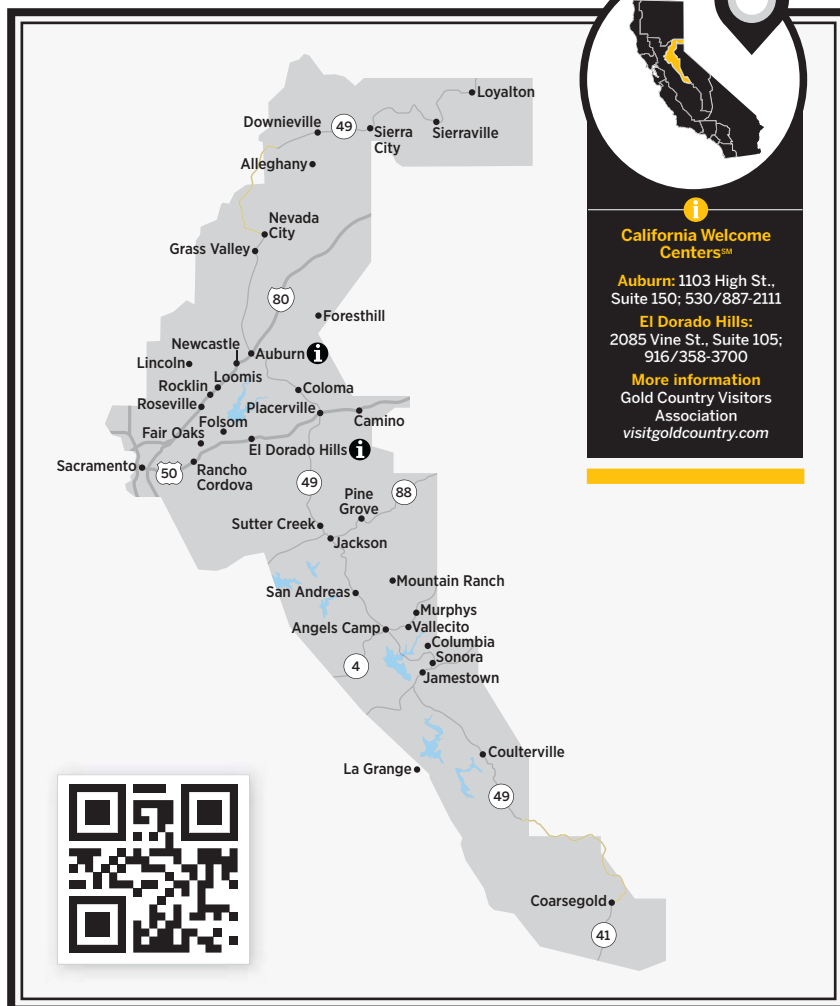 Loyalton
Downieville
49
Sierra
City
Sierraville
Alleghany
Nevada
City
Grass Valley
80
Foresthill
Newcastle
Auburn
i
Lincoln
Loomis
Rocklin
Coloma
Roseville
Placerville
Camino
Folsom
Fair Oaks
El Dorado Hills
i
Sacramento
50
Rancho
Cordova
49
88
Pine
Grove
Sutter Creek
Jackson
Mountain Ranch
San Andreas
Murphys
Angels Camp
Vallecito
Columbia
Sonora
4
Jamestown
Coulterville
La Grange
49
Coarsegold
41
i
California Welcome
Centers℠
Auburn: 1103 High St.,
Suite 150; 530/887-2111
El Dorado Hills:
2085 Vine St., Suite 105;
916/358-3700
More information
Gold Country Visitors
Association
visitgoldcountry.com